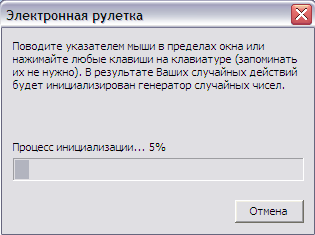 Электронная рулетка
Поводите указателем мыши в пределах окна или
нажимайте любые клавиши на клавиатуре (запоминать
их не нужно). В результате Ваших случайных действий
будет инициализирован генератор случайных чисел.
Процесс инициализации... 5%
Отмена